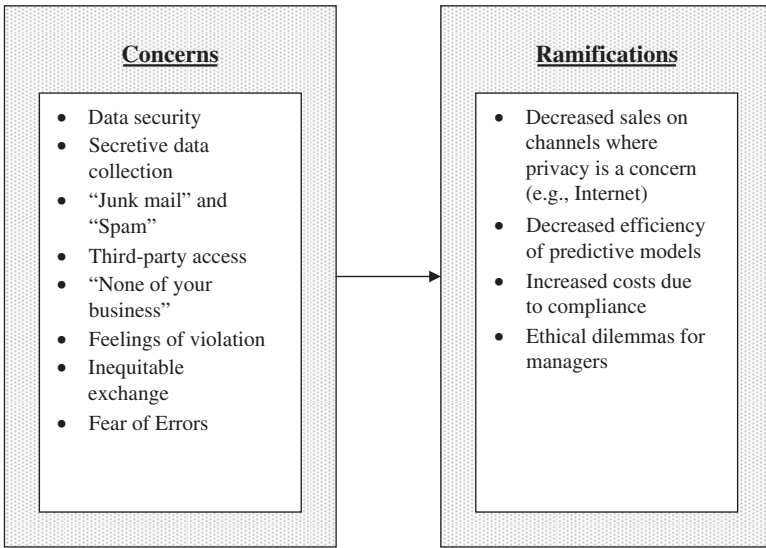 Concerns
• Data security
• Secretive data
collection
• “Junk mail” and
“Spam”
• Third-party access
• “None of your
business”
• Feelings of violation
• Inequitable
exchange
• Fear of Errors
Ramifications
• Decreased sales on
channels where
privacy is a concern
(e.g., Internet)
• Decreased efficiency
of predictive models
• Increased costs due
to compliance
• Ethical dilemmas for
managers